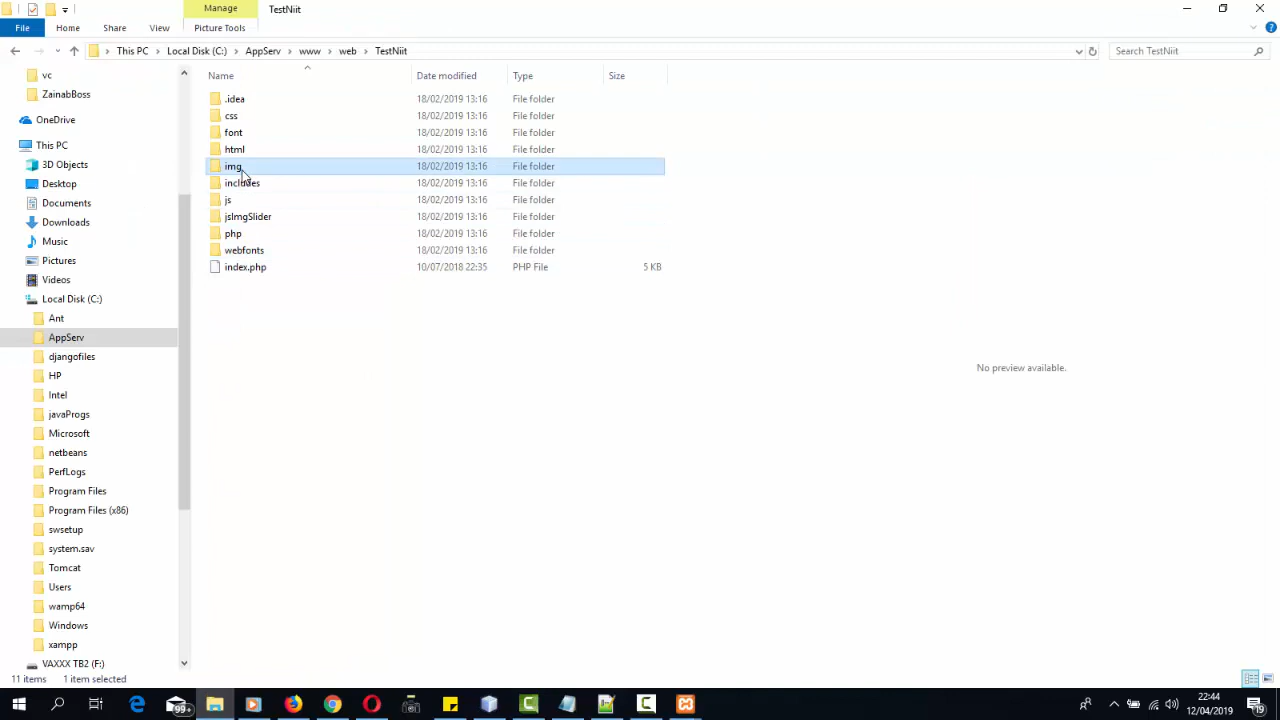 Manage
TestNiit
File
Home
Share
View
Picture Tools
This PC
Local Disk (C:)
AppServ
www
web
TestNiit
Search TestNiit
vc
ZainabBoss
OneDrive
This PC
3D Objects
Desktop
Documents
Downloads
Music
Pictures
Videos
Local Disk (C:)
Ant
AppServ
djangofiles
HP
Intel
javaProgs
Microsoft
netbeans
PerfLogs
Program Files
Program Files (x86)
swsetup
system.sav
Tomcat
Users
wamp64
Windows
xampp
VAXXX TB2 (F:)
Name Date modified Type Size
.idea 18/02/2019 13:16 File folder
css 18/02/2019 13:16 File folder
font 18/02/2019 13:16 File folder
html 18/02/2019 13:16 File folder
img 18/02/2019 13:16 File folder
includes 18/02/2019 13:16 File folder
js 18/02/2019 13:16 File folder
jsImgSlider 18/02/2019 13:16 File folder
php 18/02/2019 13:16 File folder
webfonts 18/02/2019 13:16 File folder
index.php 10/07/2018 22:35 PHP File 5 KB
No preview available.
11 items 1 item selected
99+
22:44
12/04/2019
19